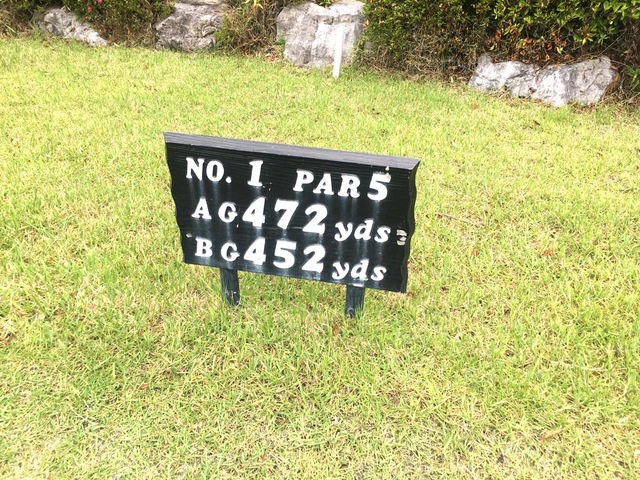 NO. 1 PAR 5
AG 472 yds
BG 452 yds